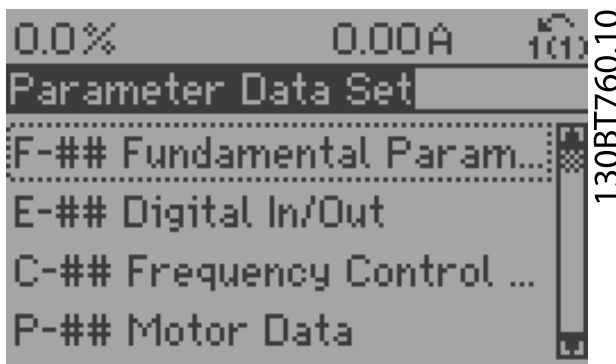 0.0% 0.00A 1(1)
Parameter Data Set
F-## Fundamental Param...
E-## Digital In/Out
C-## Frequency Control ...
P-## Motor Data
130BT760.10